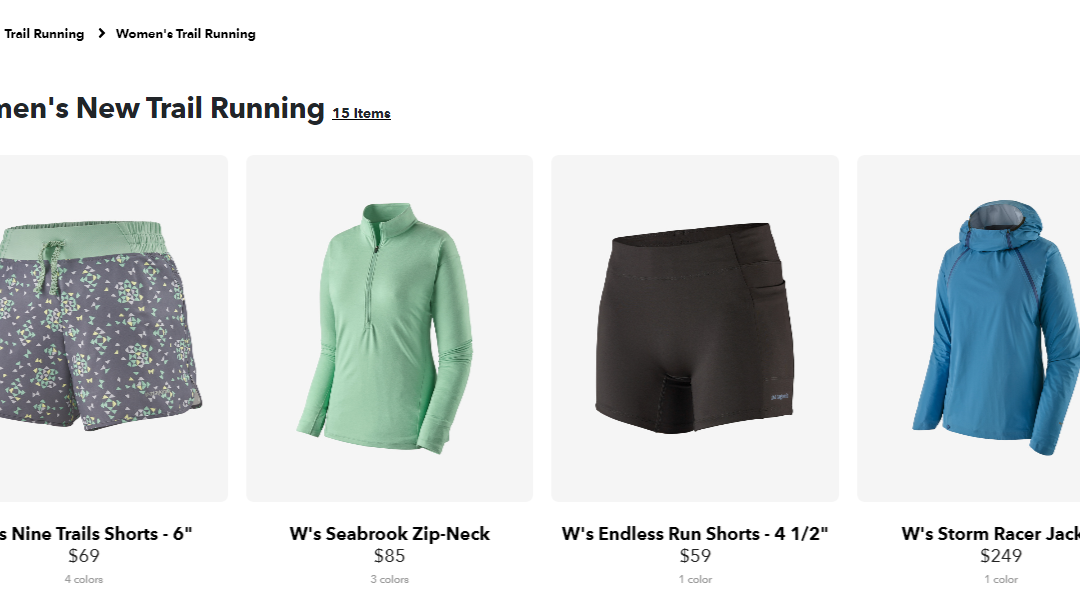 Trail Running > Women's Trail Running
men's New Trail Running 15 Items
s Nine Trails Shorts - 6"
$69
4 colors
W's Seabrook Zip-Neck
$85
3 colors
W's Endless Run Shorts - 4 1/2"
$59
1 color
W's Storm Racer Jack
$249
1 color